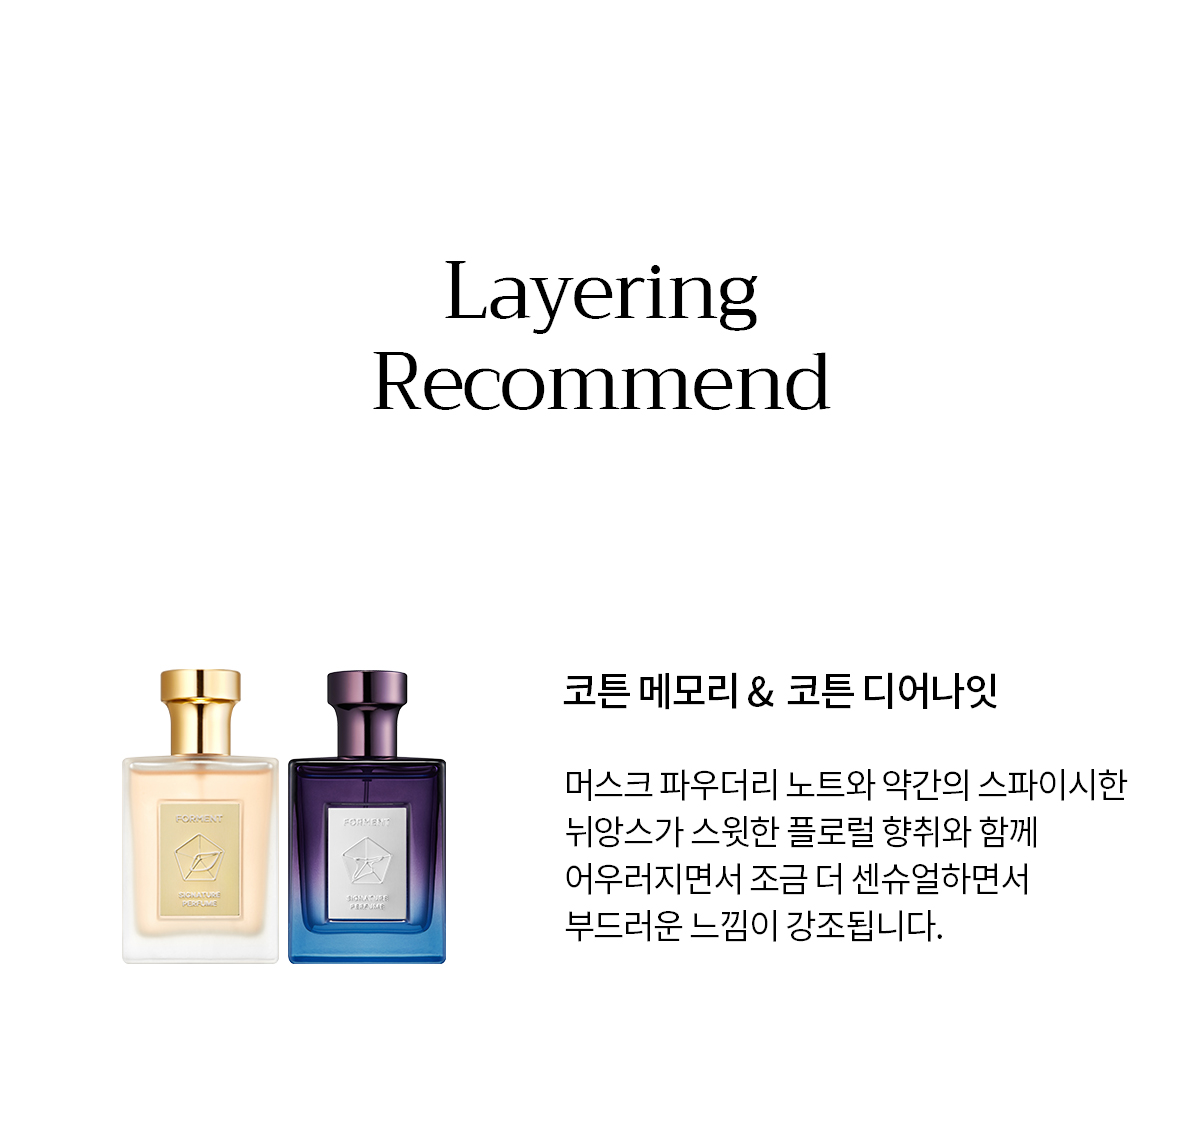 Layering
Recommend
코튼 메모리 & 코튼 디어나잇
머스크 파우더리 노트와 약간의 스파이시한
뉘앙스가 스윗한 플로럴 향취와 함께
어우러지면서 조금 더 센슈얼하면서
부드러운 느낌이 강조됩니다.
FORMENT
SIGNATURE
PERFUME
FORMENT
SIGNATURE
PERFUME